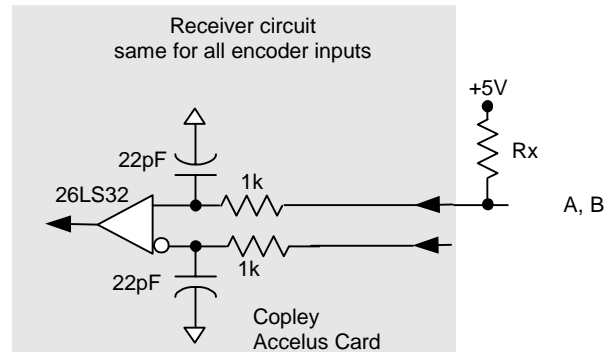 Receiver circuit
same for all encoder inputs
+5V
Rx
22pF
1k
26LS32
A, B
22pF
1k
Copley
Accelus Card